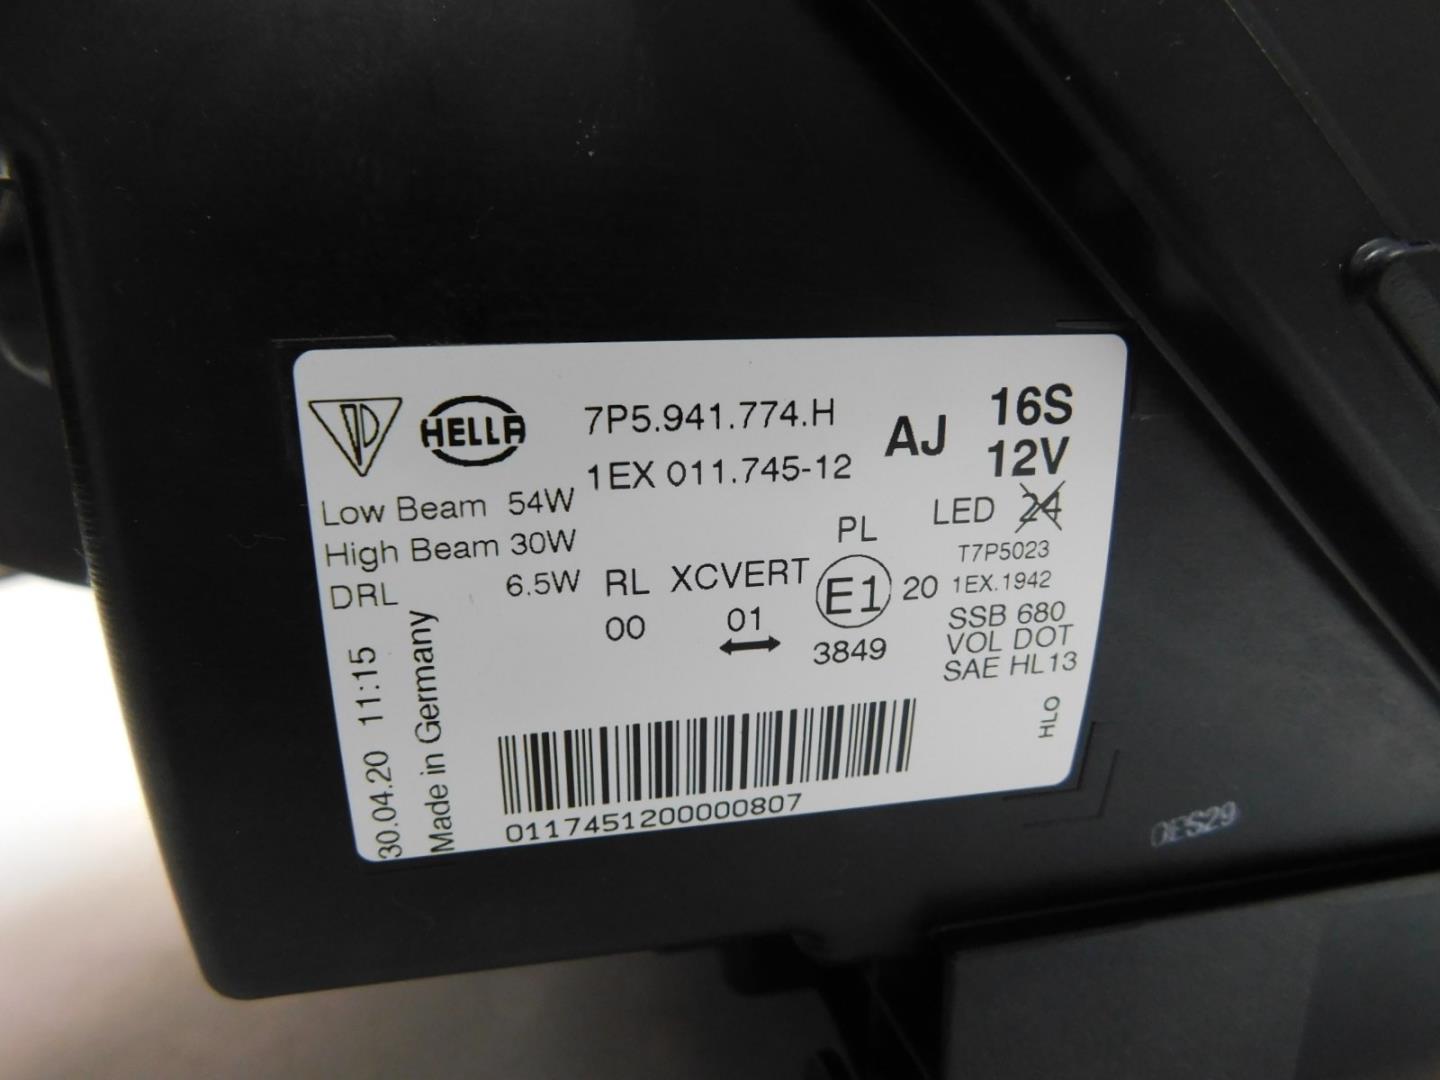 HELLA
7P5.941.774.H
1EX 011.745-12
AJ
16S
12V
Low Beam 54W
High Beam 30W
DRL 6.5W
RL
00
XCVERT
01
PL
E1
20
3849
LED 24
T7P5023
1EX.1942
SSB 680
VOL DOT
SAE HL13
HLO
30.04.20 11:15
Made in Germany
01174512000000807